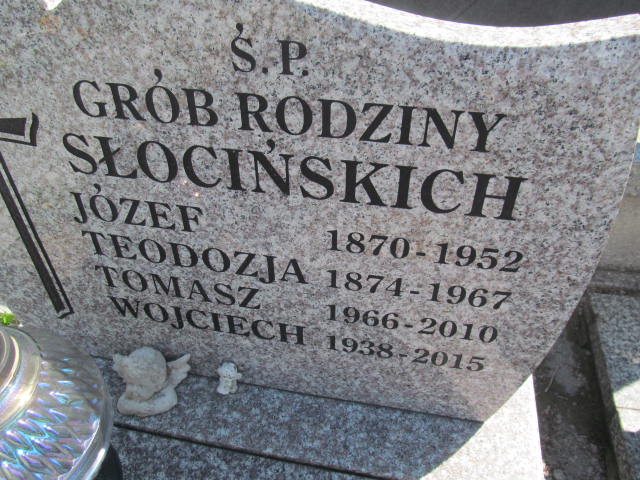 Ś.P.
GRÓB RODZINY
SŁOCIŃSKICH
JÓZEF 1870-1952
TEODOZJA 1874-1967
TOMASZ 1966-2010
WOJCIECH 1938-2015